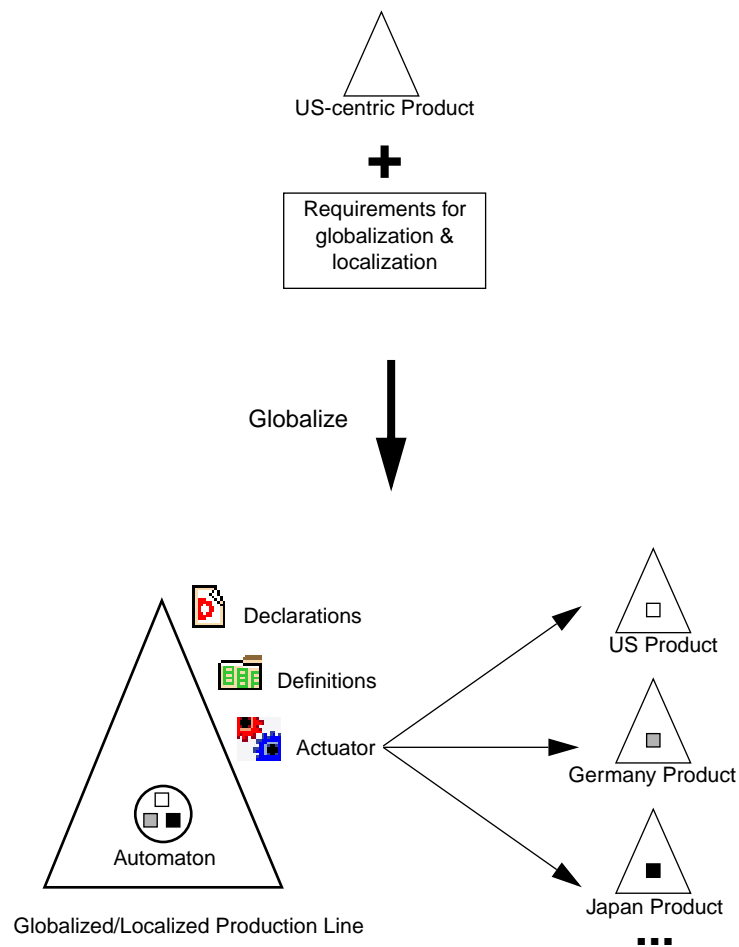 US-centric Product
+
Requirements for
globalization &
localization
Globalize
Declarations
Definitions
Actuator
Automaton
Globalized/Localized Production Line
US Product
Germany Product
Japan Product
...